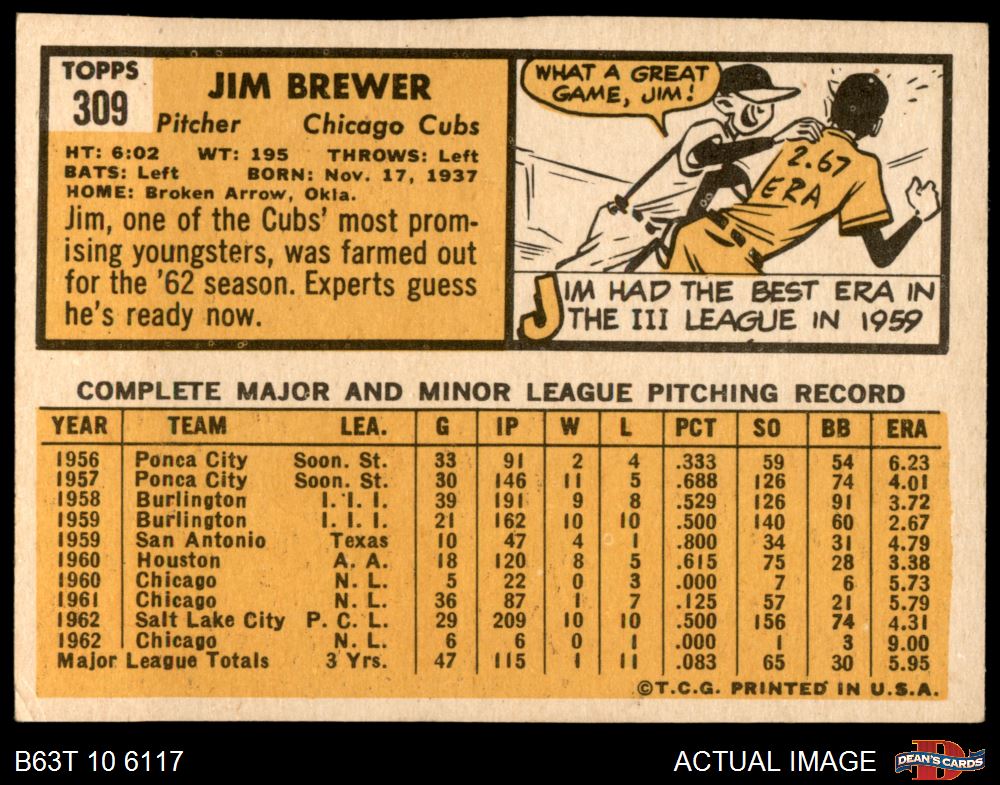 TOPPS
309
JIM BREWER
Pitcher Chicago Cubs
HT: 6:02 WT: 195 THROWS: Left
BATS: Left BORN: Nov. 17, 1937
HOME: Broken Arrow, Okla.
Jim, one of the Cubs' most prom-
ising youngsters, was farmed out
for the '62 season. Experts guess
he's ready now.
WHAT A GREAT
GAME, JIM!
2.67
ERA
JIM HAD THE BEST ERA IN
THE III LEAGUE IN 1959
COMPLETE MAJOR AND MINOR LEAGUE PITCHING RECORD
YEAR TEAM LEA. G IP W L PCT SO BB ERA
1956 Ponca City Soon. St. 33 91 2 4 .333 59 54 6.23
1957 Ponca City Soon. St. 30 146 11 5 .688 126 74 4.01
1958 Burlington I. I. I. 39 191 9 8 .529 126 91 3.72
1959 Burlington I. I. I. 21 162 10 10 .500 140 60 2.67
1959 San Antonio Texas 10 47 4 1 .800 34 31 4.79
1960 Houston A. A. 18 120 8 5 .615 75 28 3.38
1960 Chicago N. L. 5 22 0 3 .000 7 6 5.73
1961 Chicago N. L. 36 87 1 7 .125 57 21 5.79
1962 Salt Lake City P. C. L. 29 209 10 10 .500 156 74 4.31
1962 Chicago N. L. 6 6 0 1 .000 1 3 9.00
Major League Totals 3 Yrs. 47 115 1 11 .083 65 30 5.95
©T.C.G. PRINTED IN U.S.A.
B63T 10 6117
ACTUAL IMAGE
DEAN'S CARDS